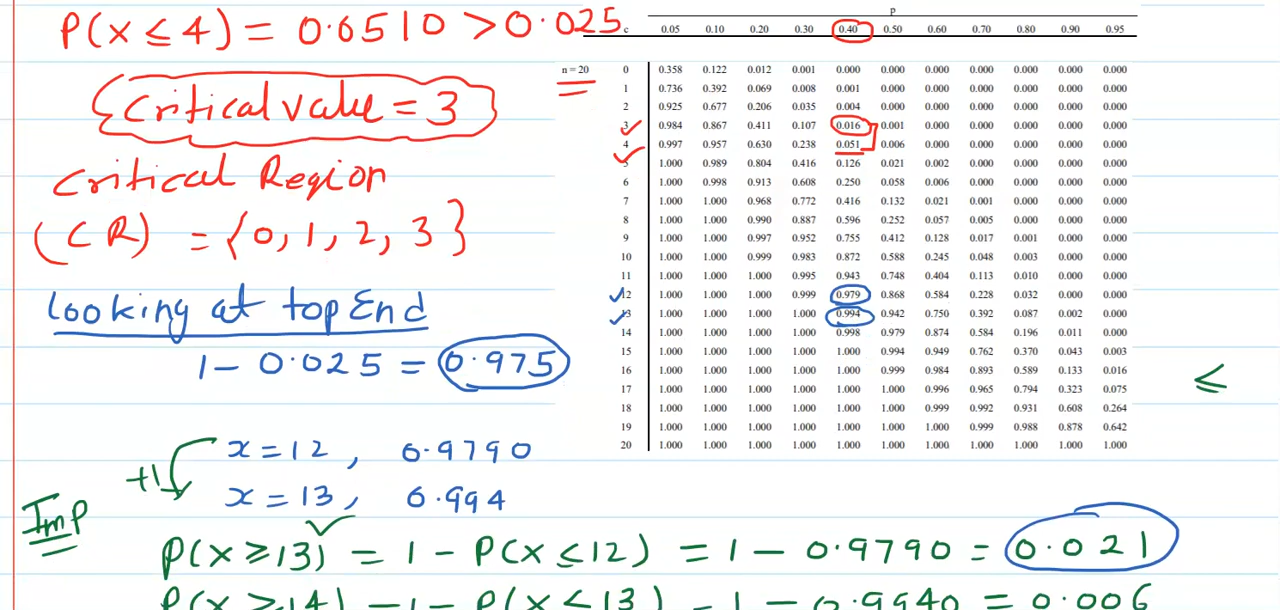 P(X ≤ 4) = 0.0510 > 0.025
Critical value = 3
Critical Region
(CR) = {0, 1, 2, 3}
Looking at top End
1 - 0.025 = 0.975
x = 12, 0.9790
+1
x = 13, 0.994
Imp
P(X ≥ 13) = 1 - P(X ≤ 12) = 1 - 0.9790 = 0.021
P(X ≥ 14) = 1 - P(X ≤ 13) = 1 - 0.9940 = 0.006
p
c 0.05 0.10 0.20 0.30 0.40 0.50 0.60 0.70 0.80 0.90 0.95
n = 20 0 0.358 0.122 0.012 0.001 0.000 0.000 0.000 0.000 0.000 0.000 0.000
1 0.736 0.392 0.069 0.008 0.001 0.000 0.000 0.000 0.000 0.000 0.000
2 0.925 0.677 0.206 0.035 0.004 0.000 0.000 0.000 0.000 0.000 0.000
3 0.984 0.867 0.411 0.107 0.016 0.001 0.000 0.000 0.000 0.000 0.000
4 0.997 0.957 0.630 0.238 0.051 0.006 0.000 0.000 0.000 0.000 0.000
5 1.000 0.989 0.804 0.416 0.126 0.021 0.002 0.000 0.000 0.000 0.000
6 1.000 0.998 0.913 0.608 0.250 0.058 0.006 0.000 0.000 0.000 0.000
7 1.000 1.000 0.968 0.772 0.416 0.132 0.021 0.001 0.000 0.000 0.000
8 1.000 1.000 0.990 0.887 0.596 0.252 0.057 0.005 0.000 0.000 0.000
9 1.000 1.000 0.997 0.952 0.755 0.412 0.128 0.017 0.001 0.000 0.000
10 1.000 1.000 0.999 0.983 0.872 0.588 0.245 0.048 0.003 0.000 0.000
11 1.000 1.000 1.000 0.995 0.943 0.748 0.404 0.113 0.010 0.000 0.000
12 1.000 1.000 1.000 0.999 0.979 0.868 0.584 0.228 0.032 0.000 0.000
13 1.000 1.000 1.000 1.000 0.994 0.942 0.750 0.392 0.087 0.002 0.000
14 1.000 1.000 1.000 1.000 0.998 0.979 0.874 0.584 0.196 0.011 0.000
15 1.000 1.000 1.000 1.000 1.000 0.994 0.949 0.762 0.370 0.043 0.003
16 1.000 1.000 1.000 1.000 1.000 0.999 0.984 0.893 0.589 0.133 0.016
17 1.000 1.000 1.000 1.000 1.000 1.000 0.996 0.965 0.794 0.323 0.075
18 1.000 1.000 1.000 1.000 1.000 1.000 0.999 0.992 0.931 0.608 0.264
19 1.000 1.000 1.000 1.000 1.000 1.000 1.000 0.999 0.988 0.878 0.642
20 1.000 1.000 1.000 1.000 1.000 1.000 1.000 1.000 1.000 1.000 1.000
≤